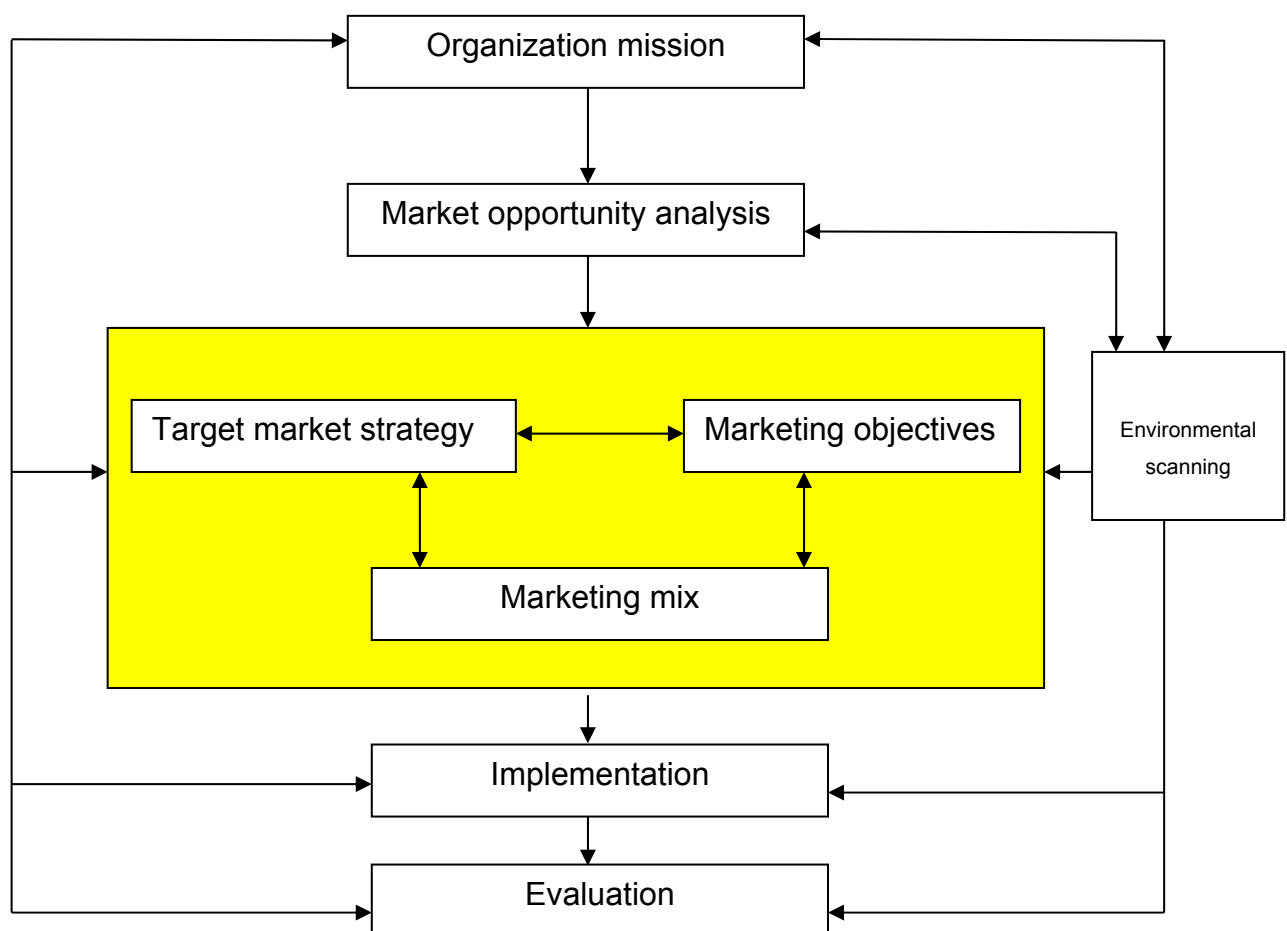 Organization mission
Market opportunity analysis
Target market strategy
Marketing objectives
Environmental
scanning
Marketing mix
Implementation
Evaluation